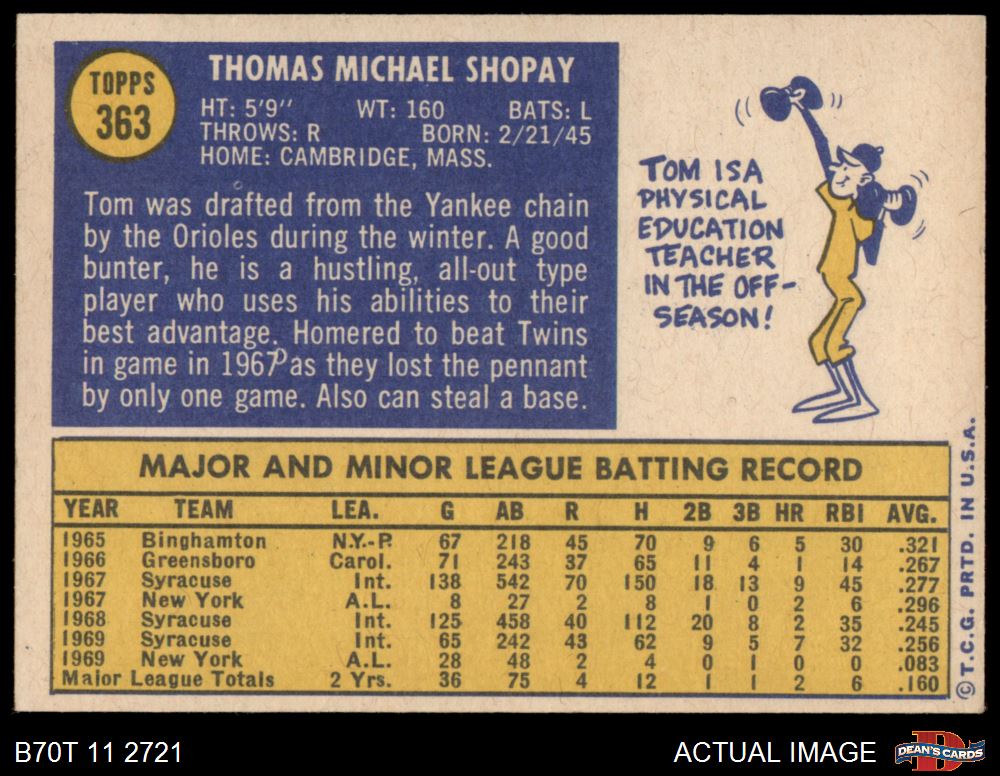 TOPPS
363
THOMAS MICHAEL SHOPAY
HT: 5'9" WT: 160 BATS: L
THROWS: R BORN: 2/21/45
HOME: CAMBRIDGE, MASS.
Tom was drafted from the Yankee chain
by the Orioles during the winter. A good
bunter, he is a hustling, all-out type
player who uses his abilities to their
best advantage. Homered to beat Twins
in game in 1967 as they lost the pennant
by only one game. Also can steal a base.
TOM IS A
PHYSICAL
EDUCATION
TEACHER
IN THE OFF-
SEASON!
MAJOR AND MINOR LEAGUE BATTING RECORD
YEAR TEAM LEA. G AB R H 2B 3B HR RBI AVG.
1965 Binghamton N.Y.-P. 67 218 45 70 9 6 5 30 .321
1966 Greensboro Carol. 71 243 37 65 11 4 1 14 .267
1967 Syracuse Int. 138 542 70 150 18 13 9 45 .277
1967 New York A.L. 8 27 2 8 1 0 2 6 .296
1968 Syracuse Int. 125 458 40 112 20 8 2 35 .245
1969 Syracuse Int. 65 242 43 62 9 5 7 32 .256
1969 New York A.L. 28 48 2 4 0 1 0 0 .083
Major League Totals 2 Yrs. 36 75 4 12 1 1 2 6 .160
© T.C.G. PRTD. IN U.S.A.
B70T 11 2721
ACTUAL IMAGE
D
DEAN'S CARDS